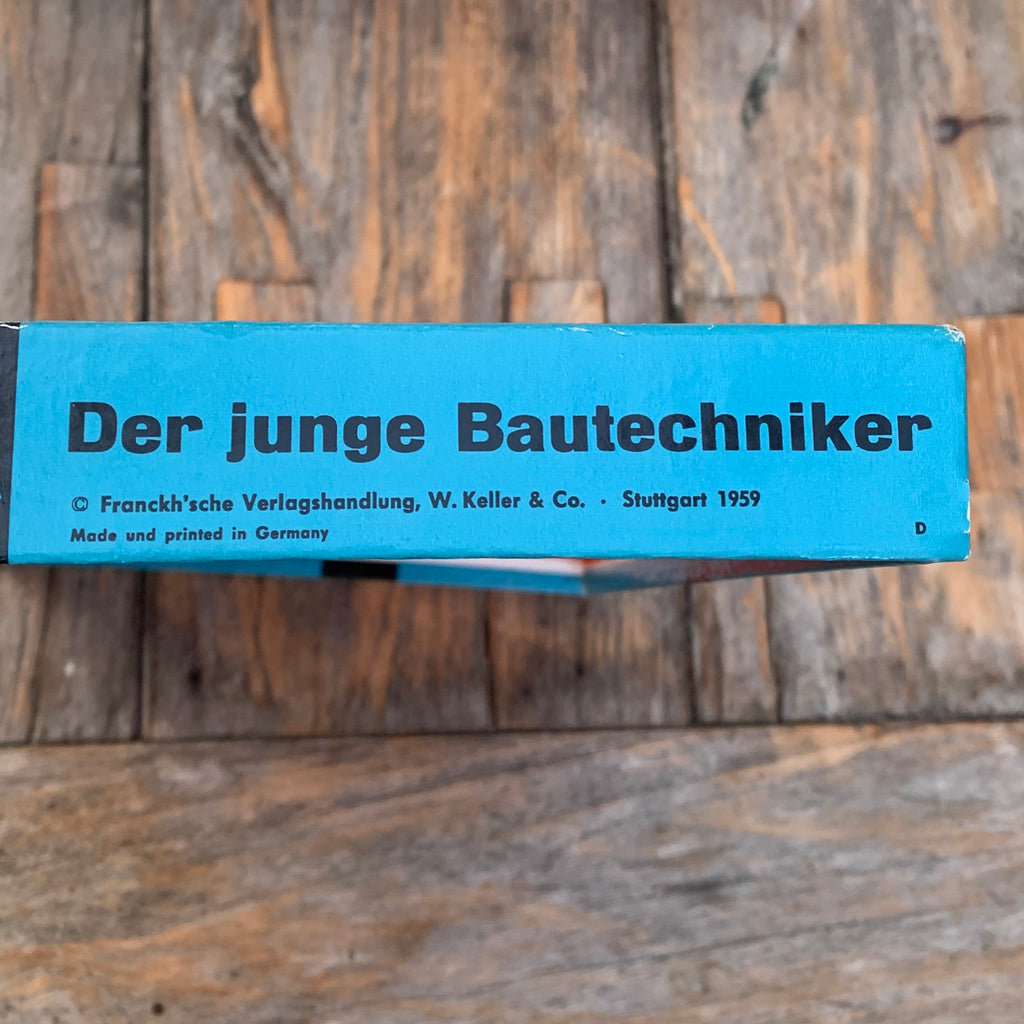 Der junge Bautechniker
© Franckh'sche Verlagshandlung, W. Keller & Co. · Stuttgart 1959
Made und printed in Germany
D